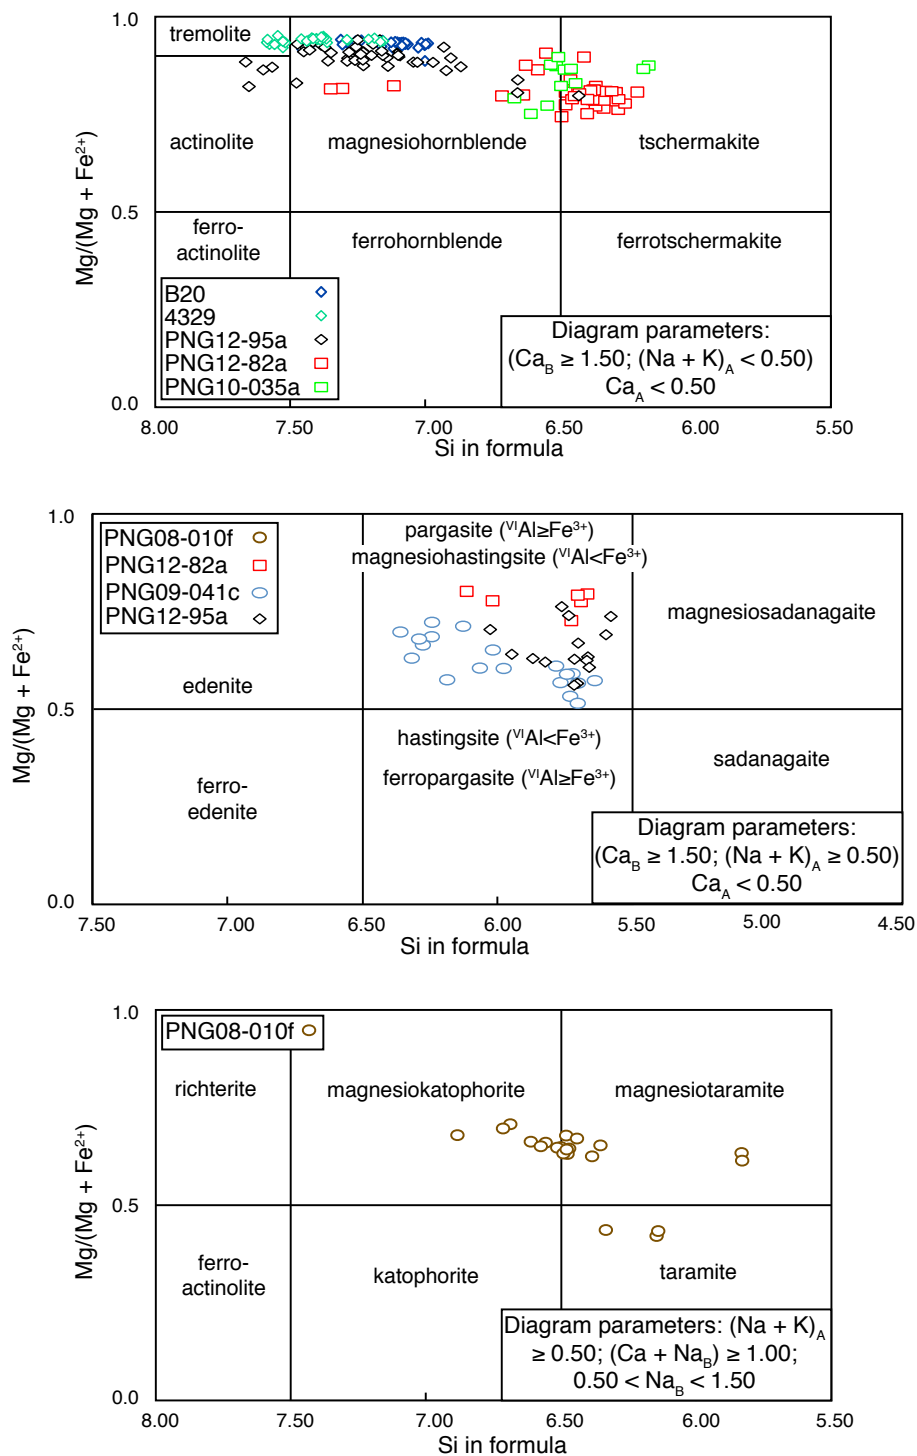 1.0
tremolite
actinolite
magnesiohornblende
tschermakite
Mg/(Mg + Fe²⁺)
0.5
ferro-
actinolite
ferrohornblende
ferrotschermakite
B20
4329
PNG12-95a
PNG12-82a
PNG10-035a
Diagram parameters:
(Ca_B ≥ 1.50; (Na + K)_A < 0.50)
Ca_A < 0.50
0.0
8.00 7.50 7.00 6.50 6.00 5.50
Si in formula
1.0
PNG08-010f
PNG12-82a
PNG09-041c
PNG12-95a
pargasite (ⱽᴵAl≥Fe³⁺)
magnesiohastingsite (ⱽᴵAl<Fe³⁺)
magnesiosadanagaite
edenite
Mg/(Mg + Fe²⁺)
0.5
hastingsite (ⱽᴵAl<Fe³⁺)
ferropargasite (ⱽᴵAl≥Fe³⁺)
sadanagaite
ferro-
edenite
Diagram parameters:
(Ca_B ≥ 1.50; (Na + K)_A ≥ 0.50)
Ca_A < 0.50
0.0
7.50 7.00 6.50 6.00 5.50 5.00 4.50
Si in formula
1.0
PNG08-010f
richterite
magnesiokatophorite
magnesiotaramite
Mg/(Mg + Fe²⁺)
0.5
ferro-
actinolite
katophorite
taramite
Diagram parameters: (Na + K)_A
≥ 0.50; (Ca + Na_B) ≥ 1.00;
0.50 < Na_B < 1.50
0.0
8.00 7.50 7.00 6.50 6.00 5.50
Si in formula